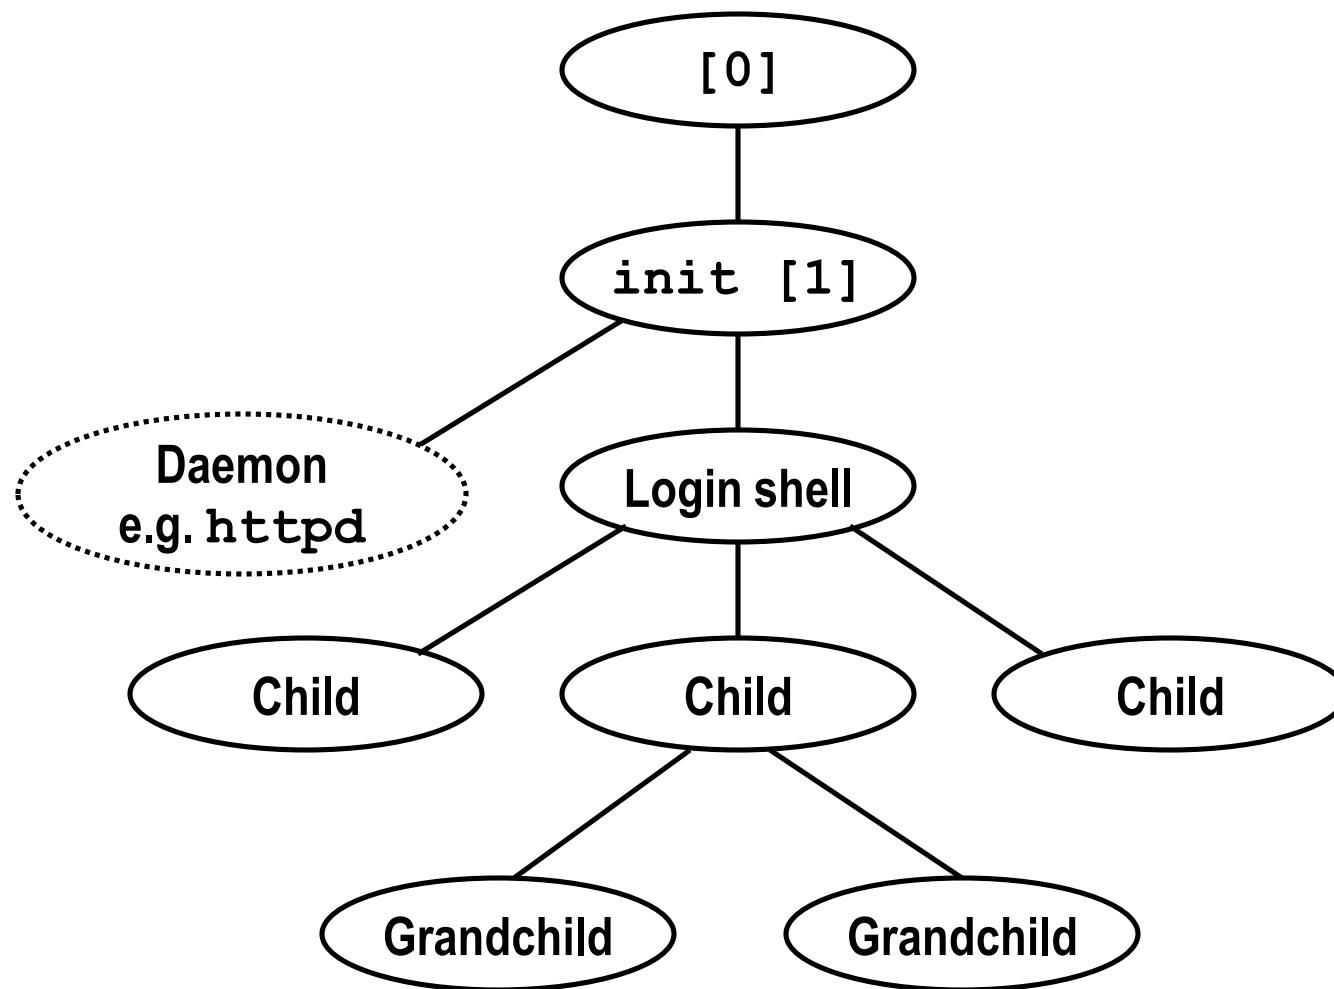 [0]
init [1]
Daemon
e.g. httpd
Login shell
Child
Child
Child
Grandchild
Grandchild